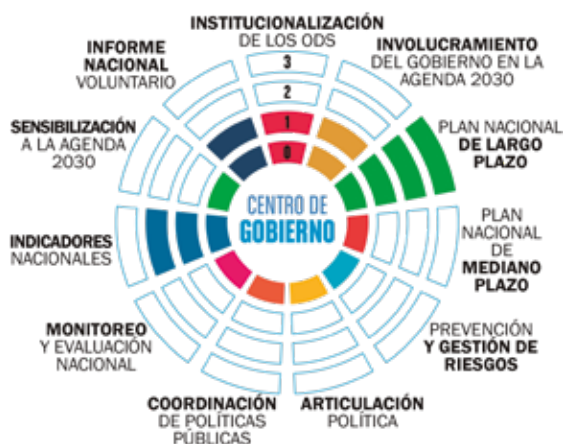 INSTITUCIONALIZACIÓN
DE LOS ODS
INVOLUCRAMIENTO
DEL GOBIERNO EN LA
AGENDA 2030
PLAN NACIONAL
DE LARGO
PLAZO
PLAN
NACIONAL
DE
MEDIANO
PLAZO
PREVENCIÓN
Y GESTIÓN DE
RIESGOS
ARTICULACIÓN
POLÍTICA
COORDINACIÓN
DE POLÍTICAS
PÚBLICAS
MONITOREO
Y EVALUACIÓN
NACIONAL
INDICADORES
NACIONALES
SENSIBILIZACIÓN
A LA AGENDA
2030
INFORME
NACIONAL
VOLUNTARIO
3
2
1
0
CENTRO DE
GOBIERNO